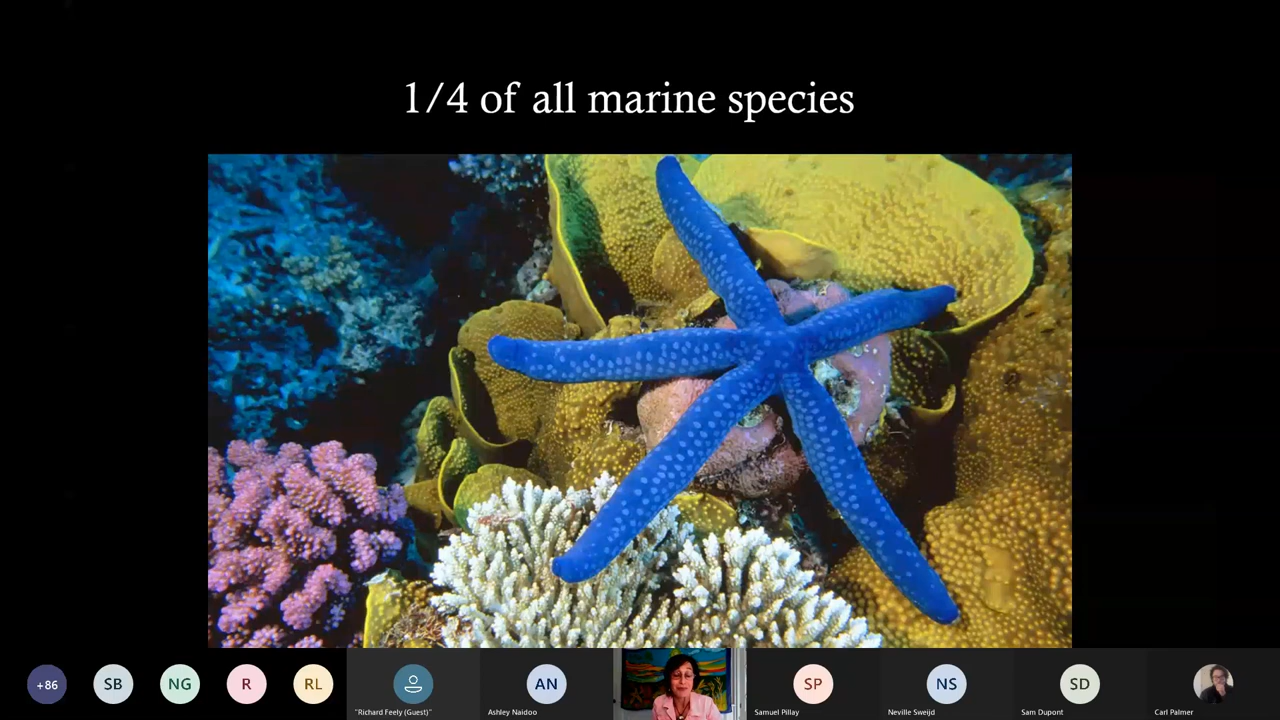 1/4 of all marine species
+86
SB
NG
R
RL
"Richard Feely (Guest)"
AN
Ashley Naidoo
SP
Samuel Pillay
NS
Neville Sweijd
SD
Sam Dupont
Carl Palmer